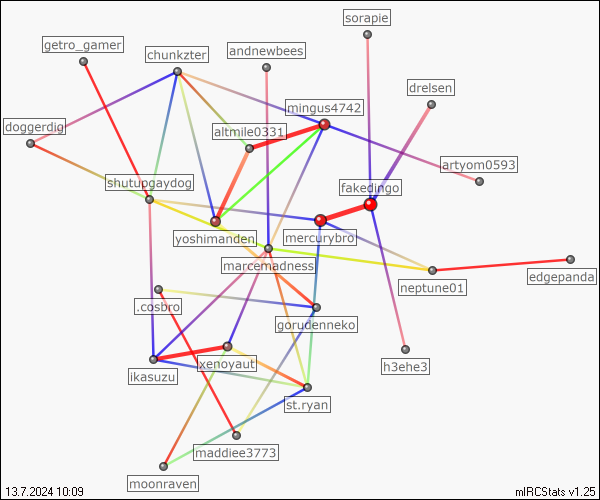 sorapie
getro_gamer
chunkzter
andnewbees
drelsen
mingus4742
doggerdig
altmile0331
artyom0593
shutupgaydog
fakedingo
yoshimanden
mercurybro
marcemadness
edgepanda
neptune01
.cosbro
gorudenneko
ikasuzu
xenoyaut
h3ehe3
st.ryan
maddiee3773
moonraven
13.7.2024 10:09
mIRCStats v1.25